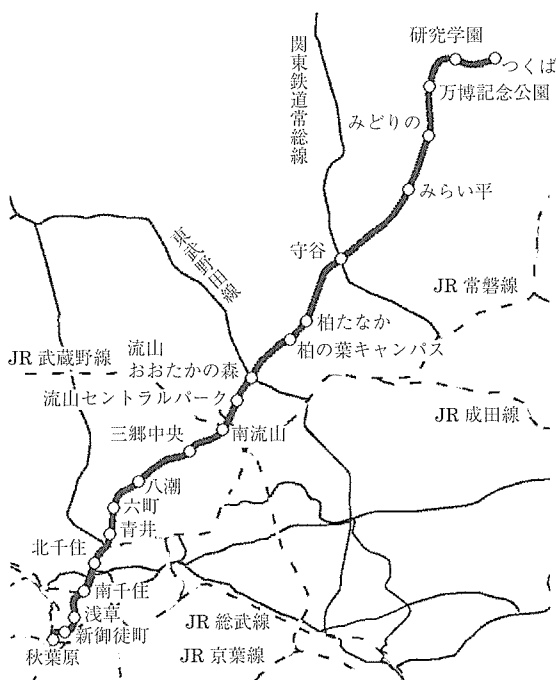 研究学園
つくば
万博記念公園
みどりの
関東鉄道常総線
みらい平
東武野田線
守谷
JR 常磐線
柏たなか
柏の葉キャンパス
JR 武蔵野線
流山
おおたかの森
流山セントラルパーク
JR 成田線
三郷中央
南流山
八潮
六町
青井
北千住
南千住
浅草
新御徒町
秋葉原
JR 総武線
JR 京葉線